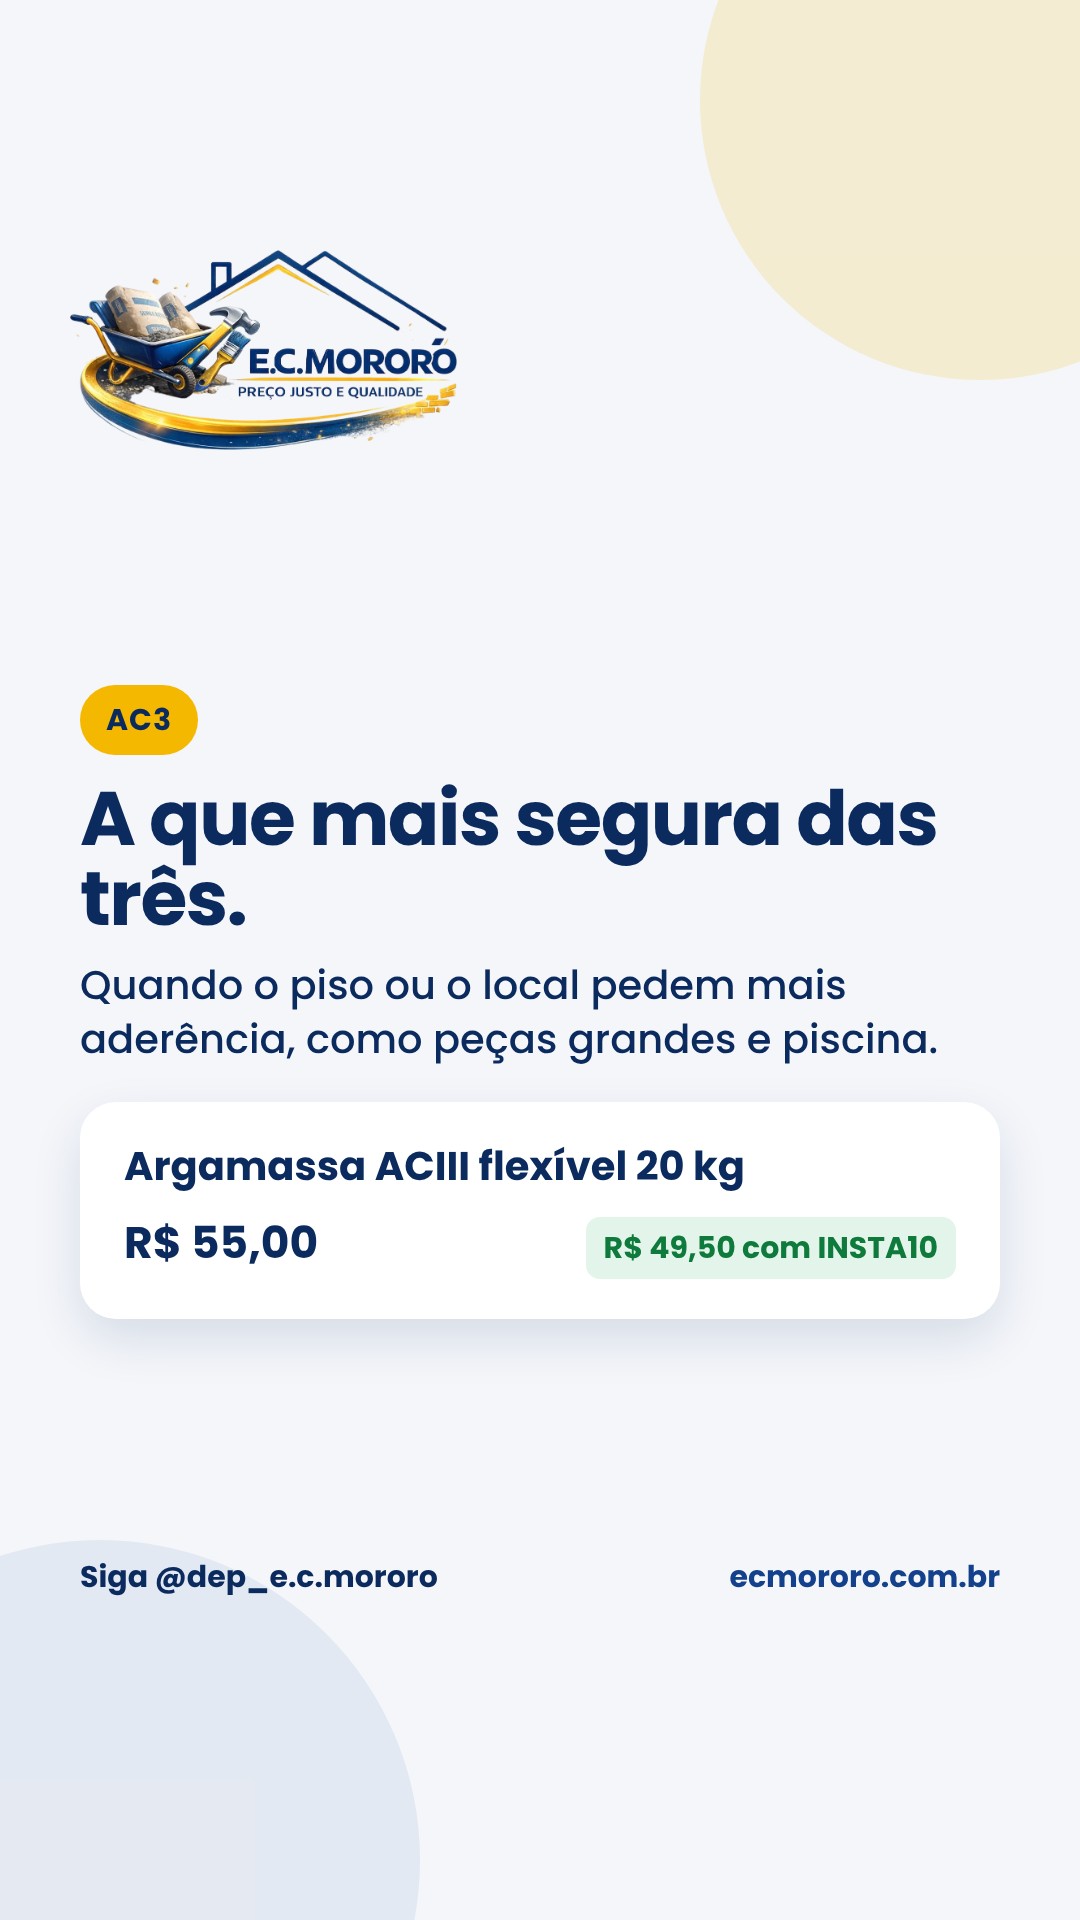 E.C.MORORÓ
PREÇO JUSTO E QUALIDADE
AC3
A que mais segura das
três.
Quando o piso ou o local pedem mais
aderência, como peças grandes e piscina.
Argamassa ACIII flexível 20 kg
R$ 55,00
R$ 49,50 com INSTA10
Siga @dep_e.c.mororo
ecmororo.com.br